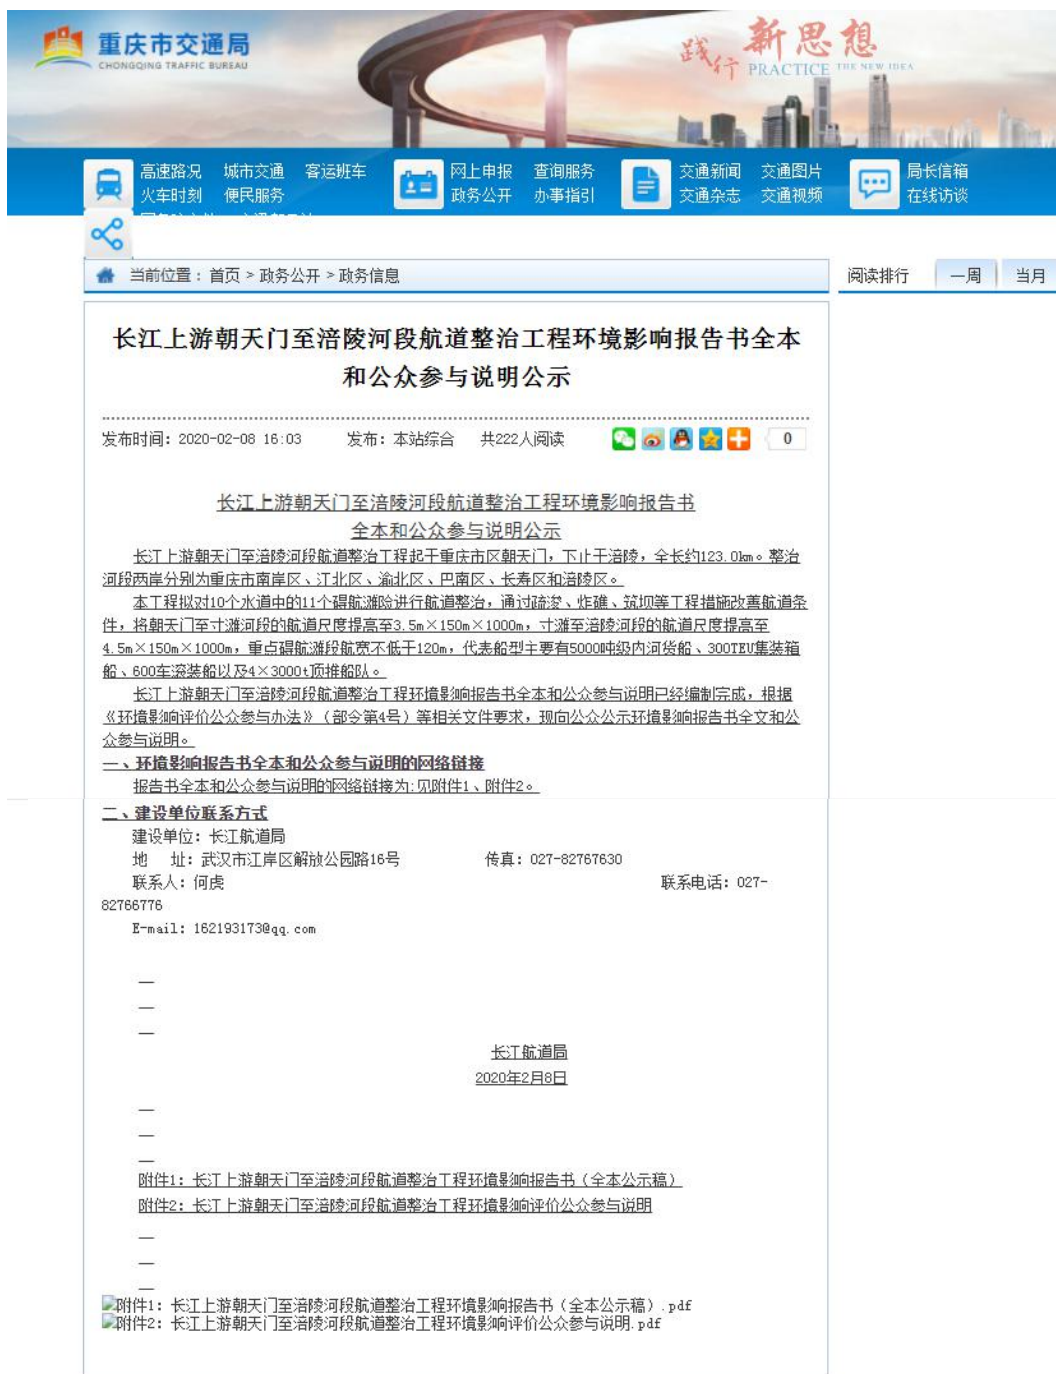 重庆市交通局
CHONGQING TRAFFIC BUREAU
践行 新思想
PRACTICE THE NEW IDEA
高速路况 城市交通 客运班车 网上申报 查询服务 交通新闻 交通图片 局长信箱
火车时刻 便民服务 政务公开 办事指引 交通杂志 交通视频 在线访谈
当前位置：首页 > 政务公开 > 政务信息
阅读排行 一周 当月
长江上游朝天门至涪陵河段航道整治工程环境影响报告书全本
和公众参与说明公示
发布时间：2020-02-08 16:03 发布：本站综合 共222人阅读 0
长江上游朝天门至涪陵河段航道整治工程环境影响报告书
全本和公众参与说明公示
长江上游朝天门至涪陵河段航道整治工程起于重庆市区朝天门，下止于涪陵，全长约123.0km。整治
河段两岸分别为重庆市南岸区、江北区、渝北区、巴南区、长寿区和涪陵区。
本工程拟对10个水道中的11个碍航滩险进行航道整治，通过疏浚、炸礁、筑坝等工程措施改善航道条
件，将朝天门至寸滩河段的航道尺度提高至3.5m×150m×1000m，寸滩至涪陵河段的航道尺度提高至
4.5m×150m×1000m，重点碍航滩段航宽不低于120m，代表船型主要有5000吨级内河货船、300TEU集装箱
船、600车滚装船以及4×3000t顶推船队。
长江上游朝天门至涪陵河段航道整治工程环境影响报告书全本和公众参与说明已经编制完成，根据
《环境影响评价公众参与办法》（部令第4号）等相关文件要求，现向公众公示环境影响报告书全文和公
众参与说明。
一、环境影响报告书全本和公众参与说明的网络链接
报告书全本和公众参与说明的网络链接为:见附件1、附件2。
二、建设单位联系方式
建设单位：长江航道局
地 址：武汉市江岸区解放公园路16号 传真：027-82767630
联系人：何虎 联系电话：027-
82766776
E-mail：162193173@qq.com
长江航道局
2020年2月8日
附件1：长江上游朝天门至涪陵河段航道整治工程环境影响报告书（全本公示稿）
附件2：长江上游朝天门至涪陵河段航道整治工程环境影响评价公众参与说明
附件1：长江上游朝天门至涪陵河段航道整治工程环境影响报告书（全本公示稿）.pdf
附件2：长江上游朝天门至涪陵河段航道整治工程环境影响评价公众参与说明.pdf